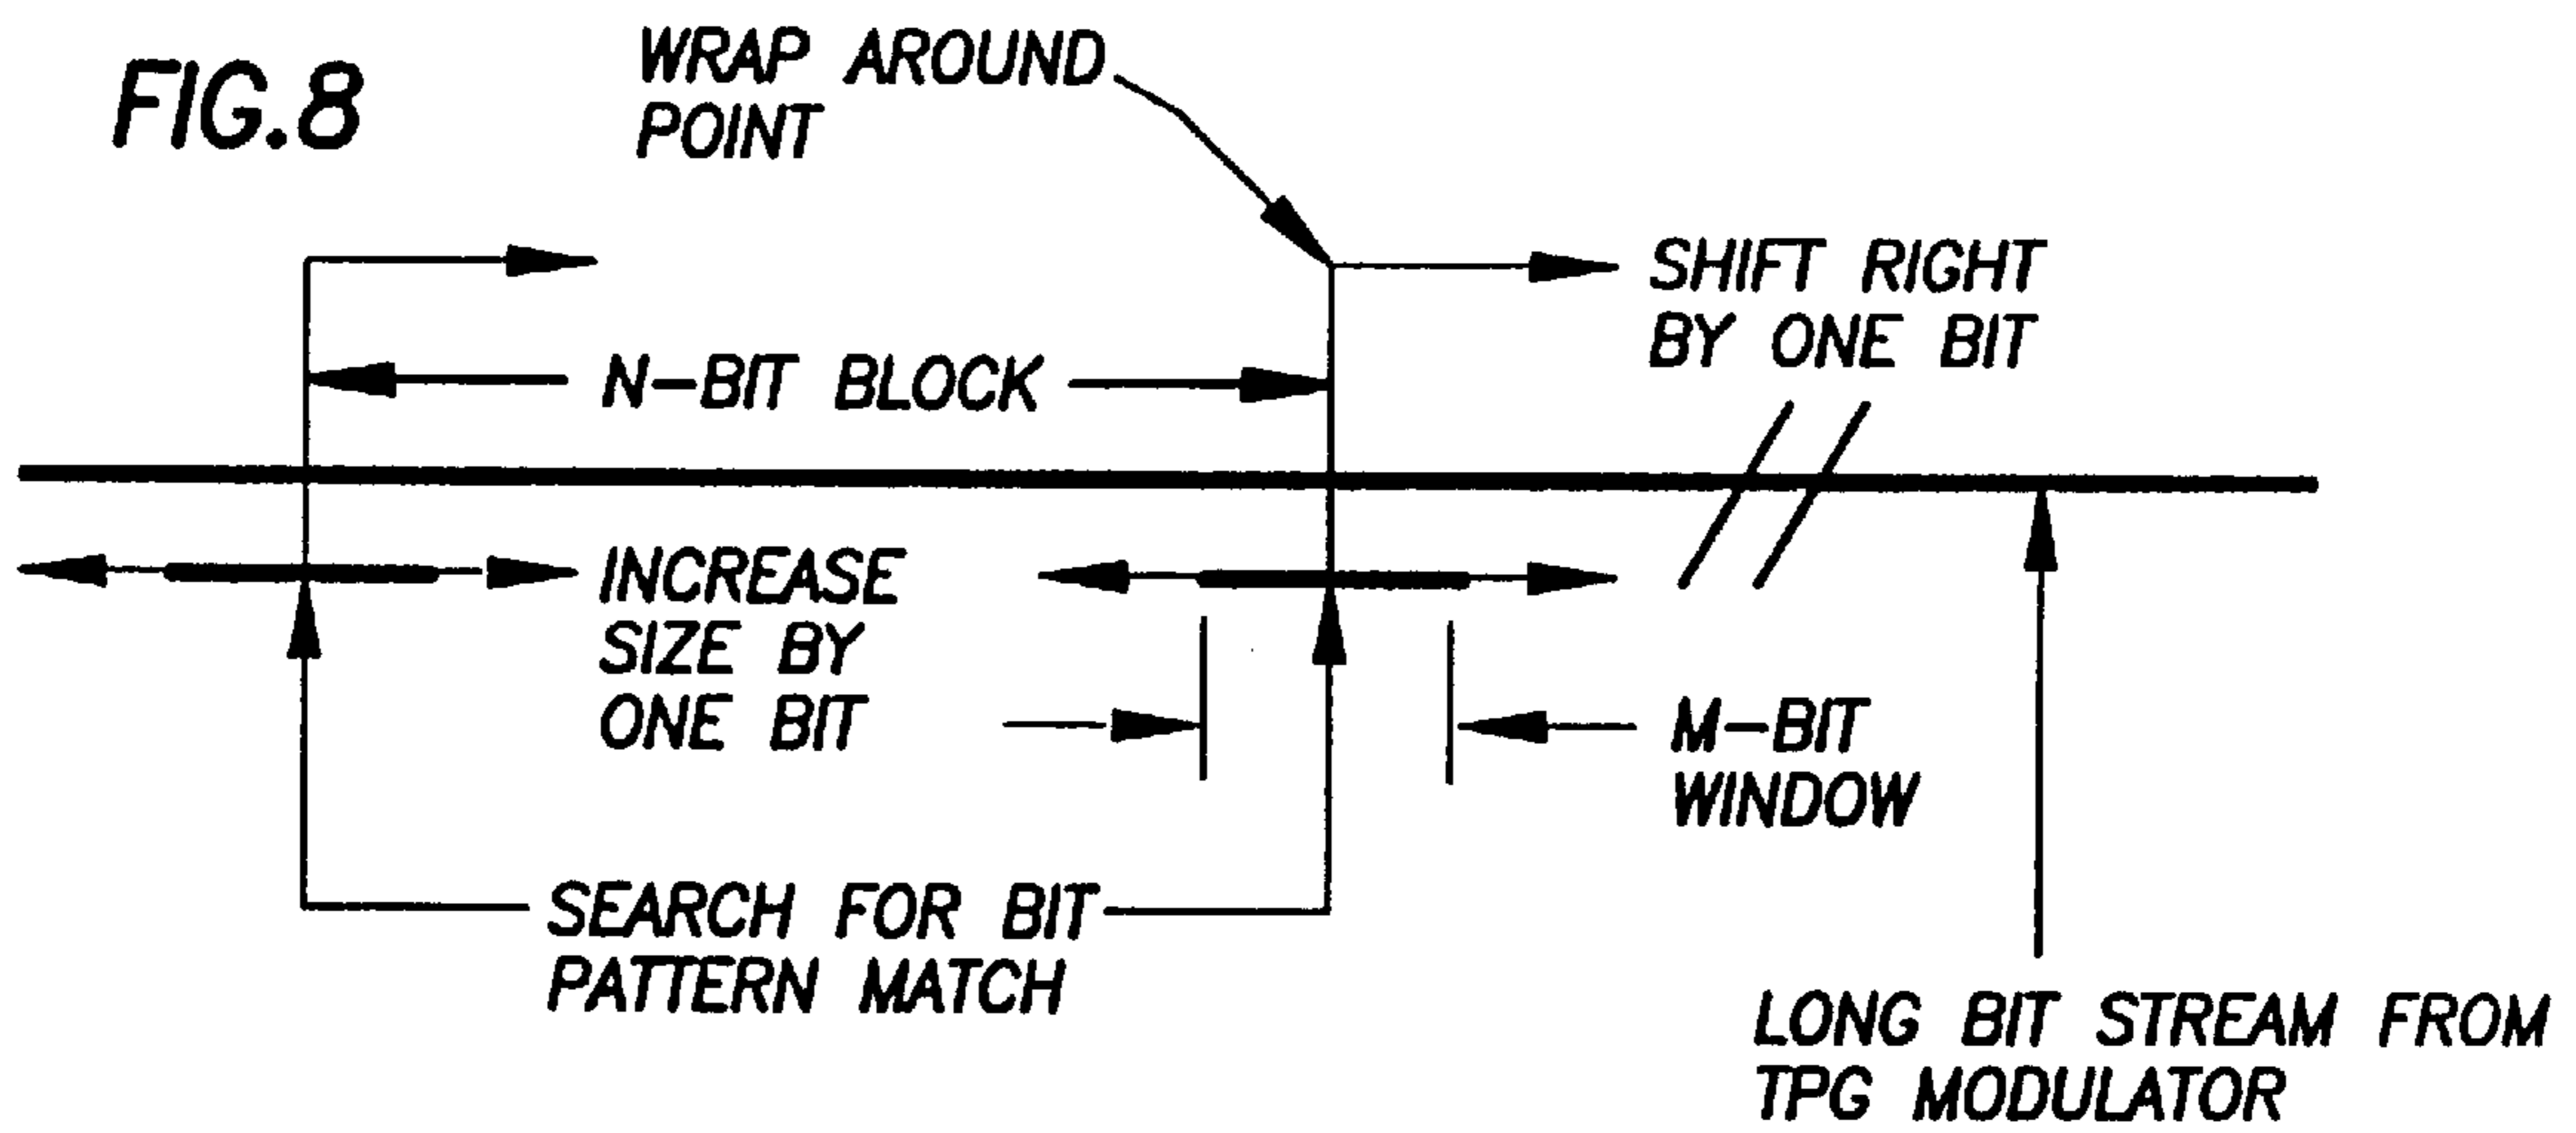 FIG.8
WRAP AROUND
POINT
SHIFT RIGHT
BY ONE BIT
N-BIT BLOCK
INCREASE
SIZE BY
ONE BIT
M-BIT
WINDOW
SEARCH FOR BIT
PATTERN MATCH
LONG BIT STREAM FROM
TPG MODULATOR